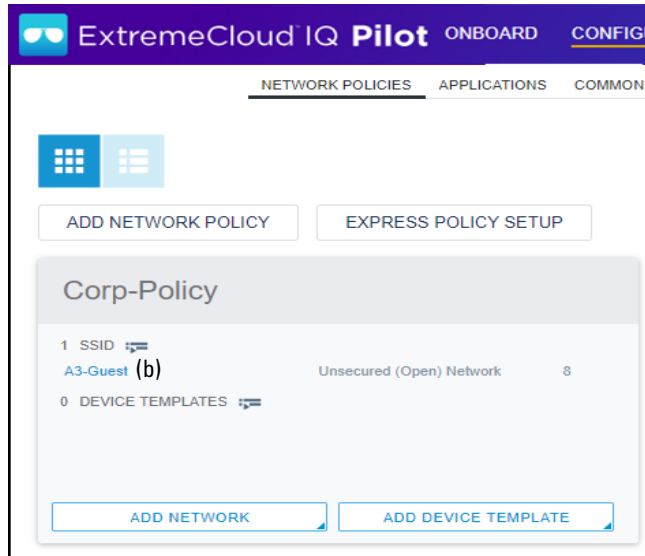 ExtremeCloud™ IQ Pilot ONBOARD CONFIG
NETWORK POLICIES APPLICATIONS COMMON
ADD NETWORK POLICY EXPRESS POLICY SETUP
Corp-Policy
1 SSID
A3-Guest (b) Unsecured (Open) Network 8
0 DEVICE TEMPLATES
ADD NETWORK ADD DEVICE TEMPLATE